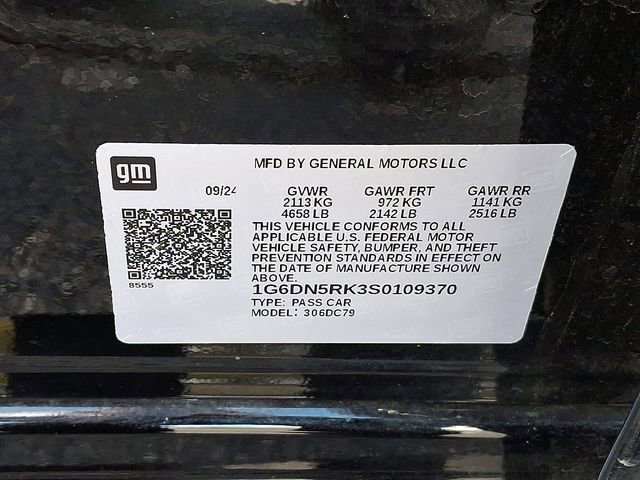 gm
MFD BY GENERAL MOTORS LLC
09/24 GVWR GAWR FRT GAWR RR
2113 KG 972 KG 1141 KG
4658 LB 2142 LB 2516 LB
THIS VEHICLE CONFORMS TO ALL
APPLICABLE U.S. FEDERAL MOTOR
VEHICLE SAFETY, BUMPER, AND THEFT
PREVENTION STANDARDS IN EFFECT ON
THE DATE OF MANUFACTURE SHOWN
ABOVE.
8555
1G6DN5RK3S0109370
TYPE: PASS CAR
MODEL: 306DC79